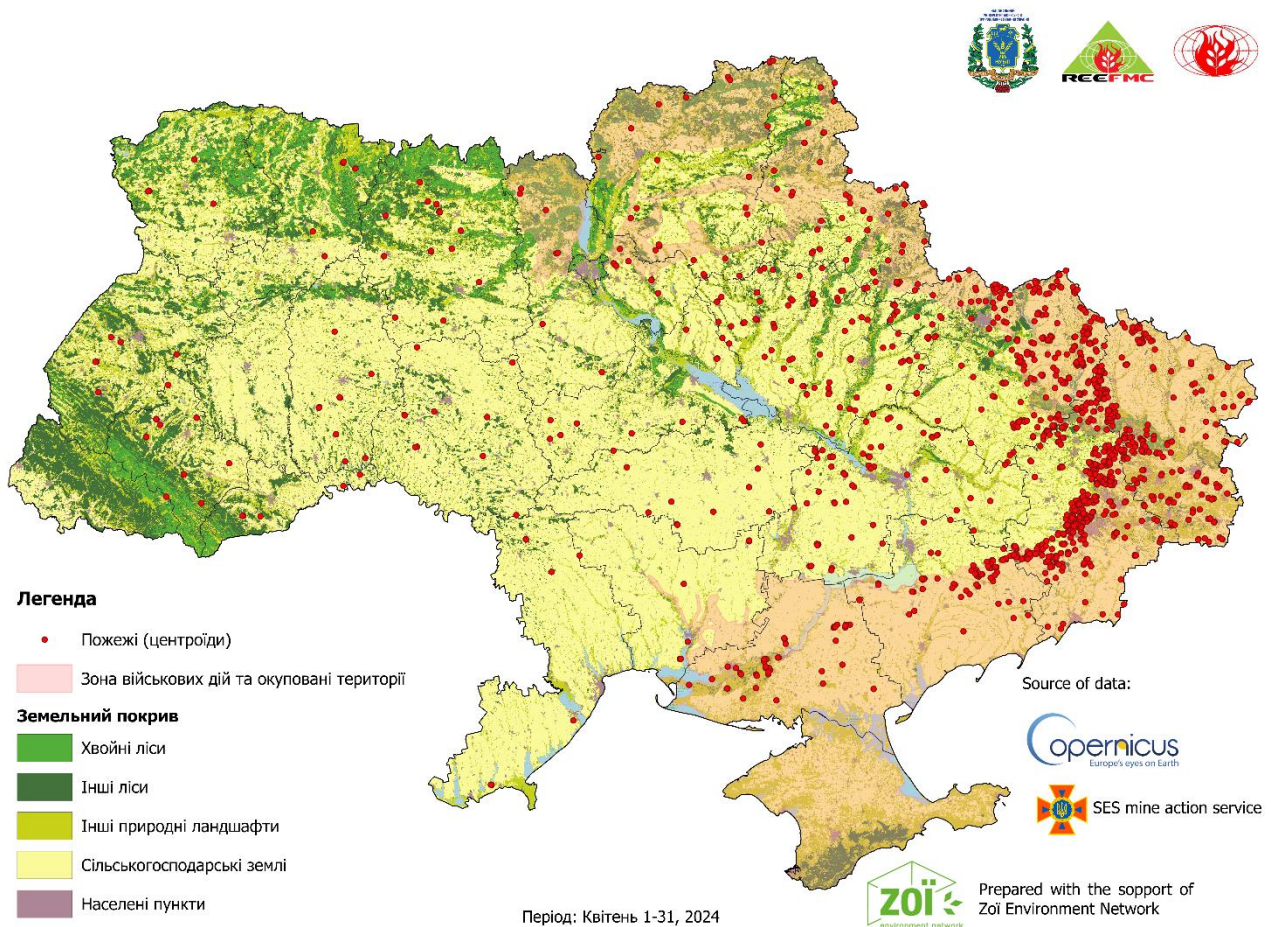 REEFMC
Легенда
Пожежі (центроїди)
Зона військових дій та окуповані території
Земельний покрив
Хвойні ліси
Інші ліси
Інші природні ландшафти
Сільськогосподарські землі
Населені пункти
Період: Квітень 1-31, 2024
Source of data:
opernicus
Europe's eyes on Earth
SES mine action service
zoï
environment network
Prepared with the sopport of
Zoï Environment Network